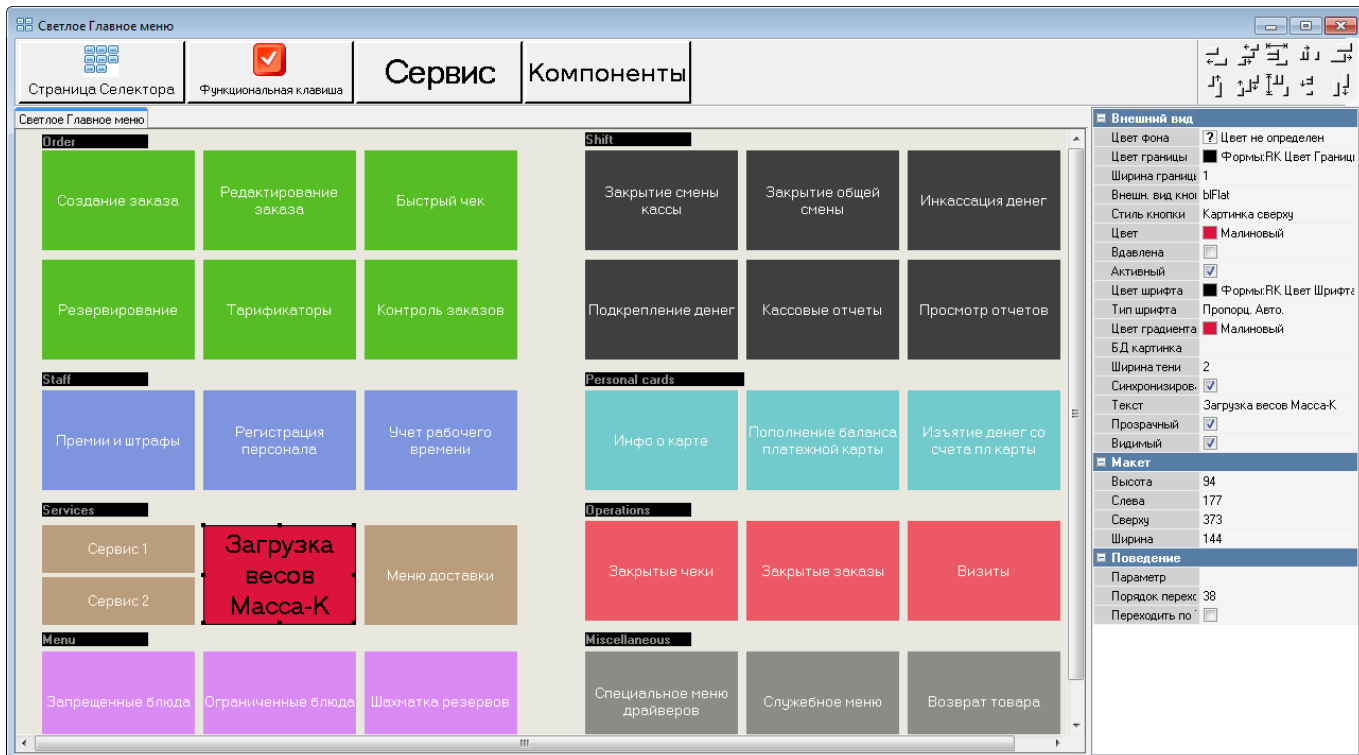 Светлое Главное меню
Страница Селектора
Функциональная клавиша
Сервис
Компоненты
Светлое Главное меню
Order
Создание заказа
Редактирование
заказа
Быстрый чек
Резервирование
Тарификаторы
Контроль заказов
Shift
Закрытие смены
кассы
Закрытие общей
смены
Инкассация денег
Подкрепление денег
Кассовые отчеты
Просмотр отчетов
Staff
Премии и штрафы
Регистрация
персонала
Учет рабочего
времени
Personal cards
Инфо о карте
Пополнение баланса
платежной карты
Изъятие денег со
счета пл карты
Services
Сервис 1
Сервис 2
Загрузка
весов
Масса-К
Меню доставки
Operations
Закрытые чеки
Закрытые заказы
Визиты
Menu
Запрещенные блюда
Ограниченные блюда
Шахматка резервов
Miscellaneous
Специальное меню
драйверов
Служебное меню
Возврат товара
Внешний вид
Цвет фона ? Цвет не определен
Цвет границы Формы:RK Цвет Границ
Ширина границ 1
Внешн. вид кно blFlat
Стиль кнопки Картинка сверху
Цвет Малиновый
Вдавлена
Активный
Цвет шрифта Формы:RK Цвет Шрифта
Тип шрифта Пропорц. Авто.
Цвет градиента Малиновый
БД картинка
Ширина тени 2
Синхронизиров.
Текст Загрузка весов Масса-К
Прозрачный
Видимый
Макет
Высота 94
Слева 177
Сверху 373
Ширина 144
Поведение
Параметр
Порядок перехс 38
Переходить по